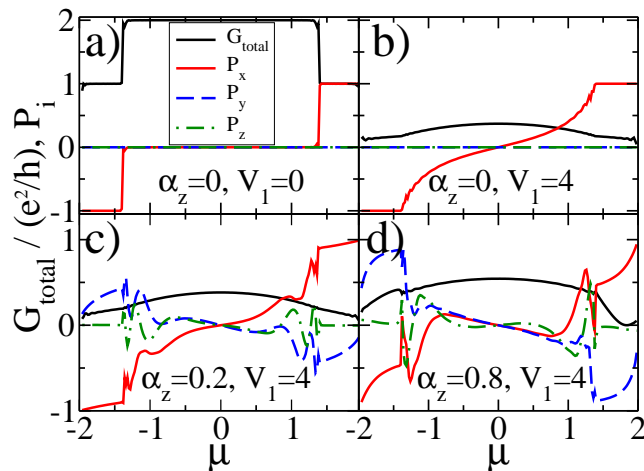 G_total / (e²/h), P_i
a)
G_total
P_x
P_y
P_z
α_z=0, V_1=0
2
1
0
-1
b)
α_z=0, V_1=4
c)
α_z=0.2, V_1=4
1
0
-1
d)
α_z=0.8, V_1=4
-2 -1 0 1 -2 -1 0 1 2
μ μ